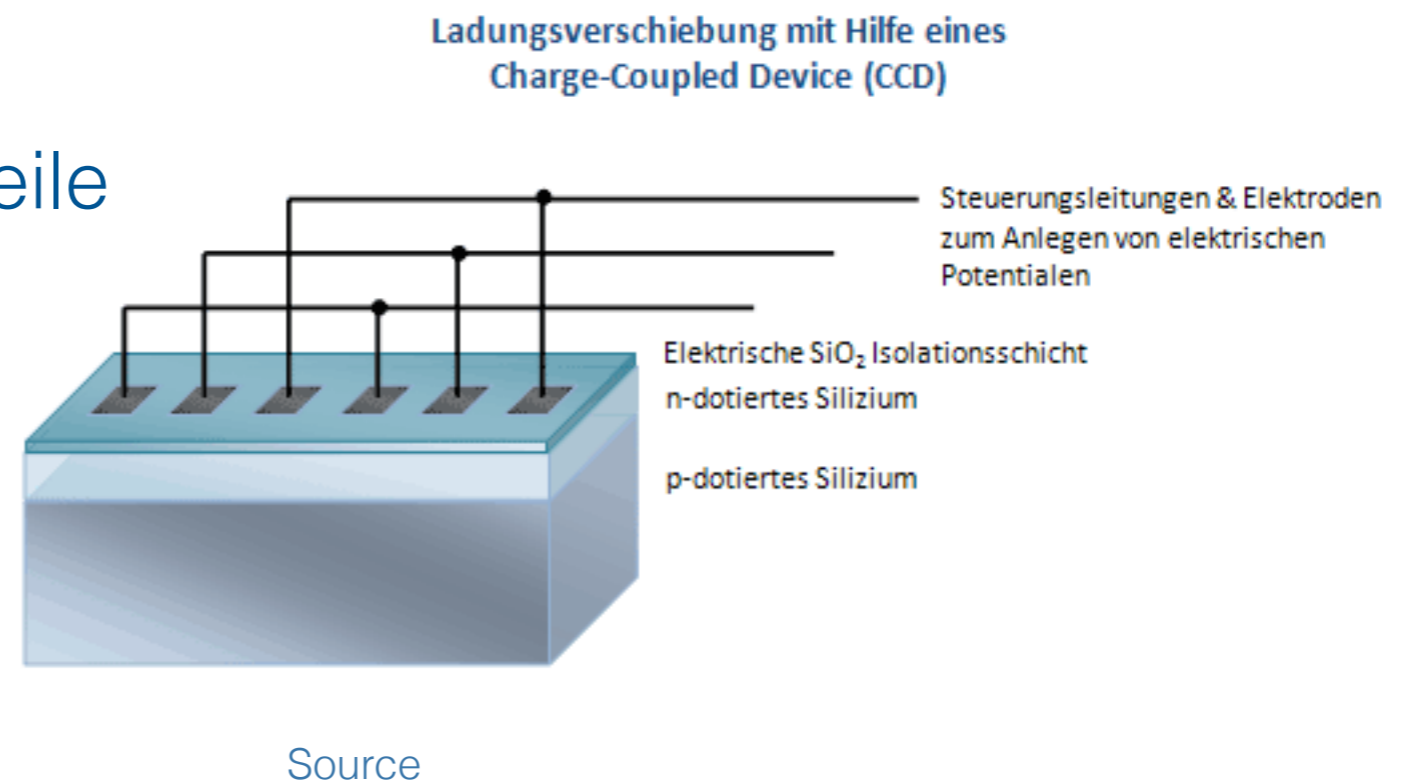 Ladungsverschiebung mit Hilfe eines
Charge-Coupled Device (CCD)
eile
Steuerungsleitungen & Elektroden
zum Anlegen von elektrischen
Potentialen
Elektrische SiO₂ Isolationsschicht
n-dotiertes Silizium
p-dotiertes Silizium
Source